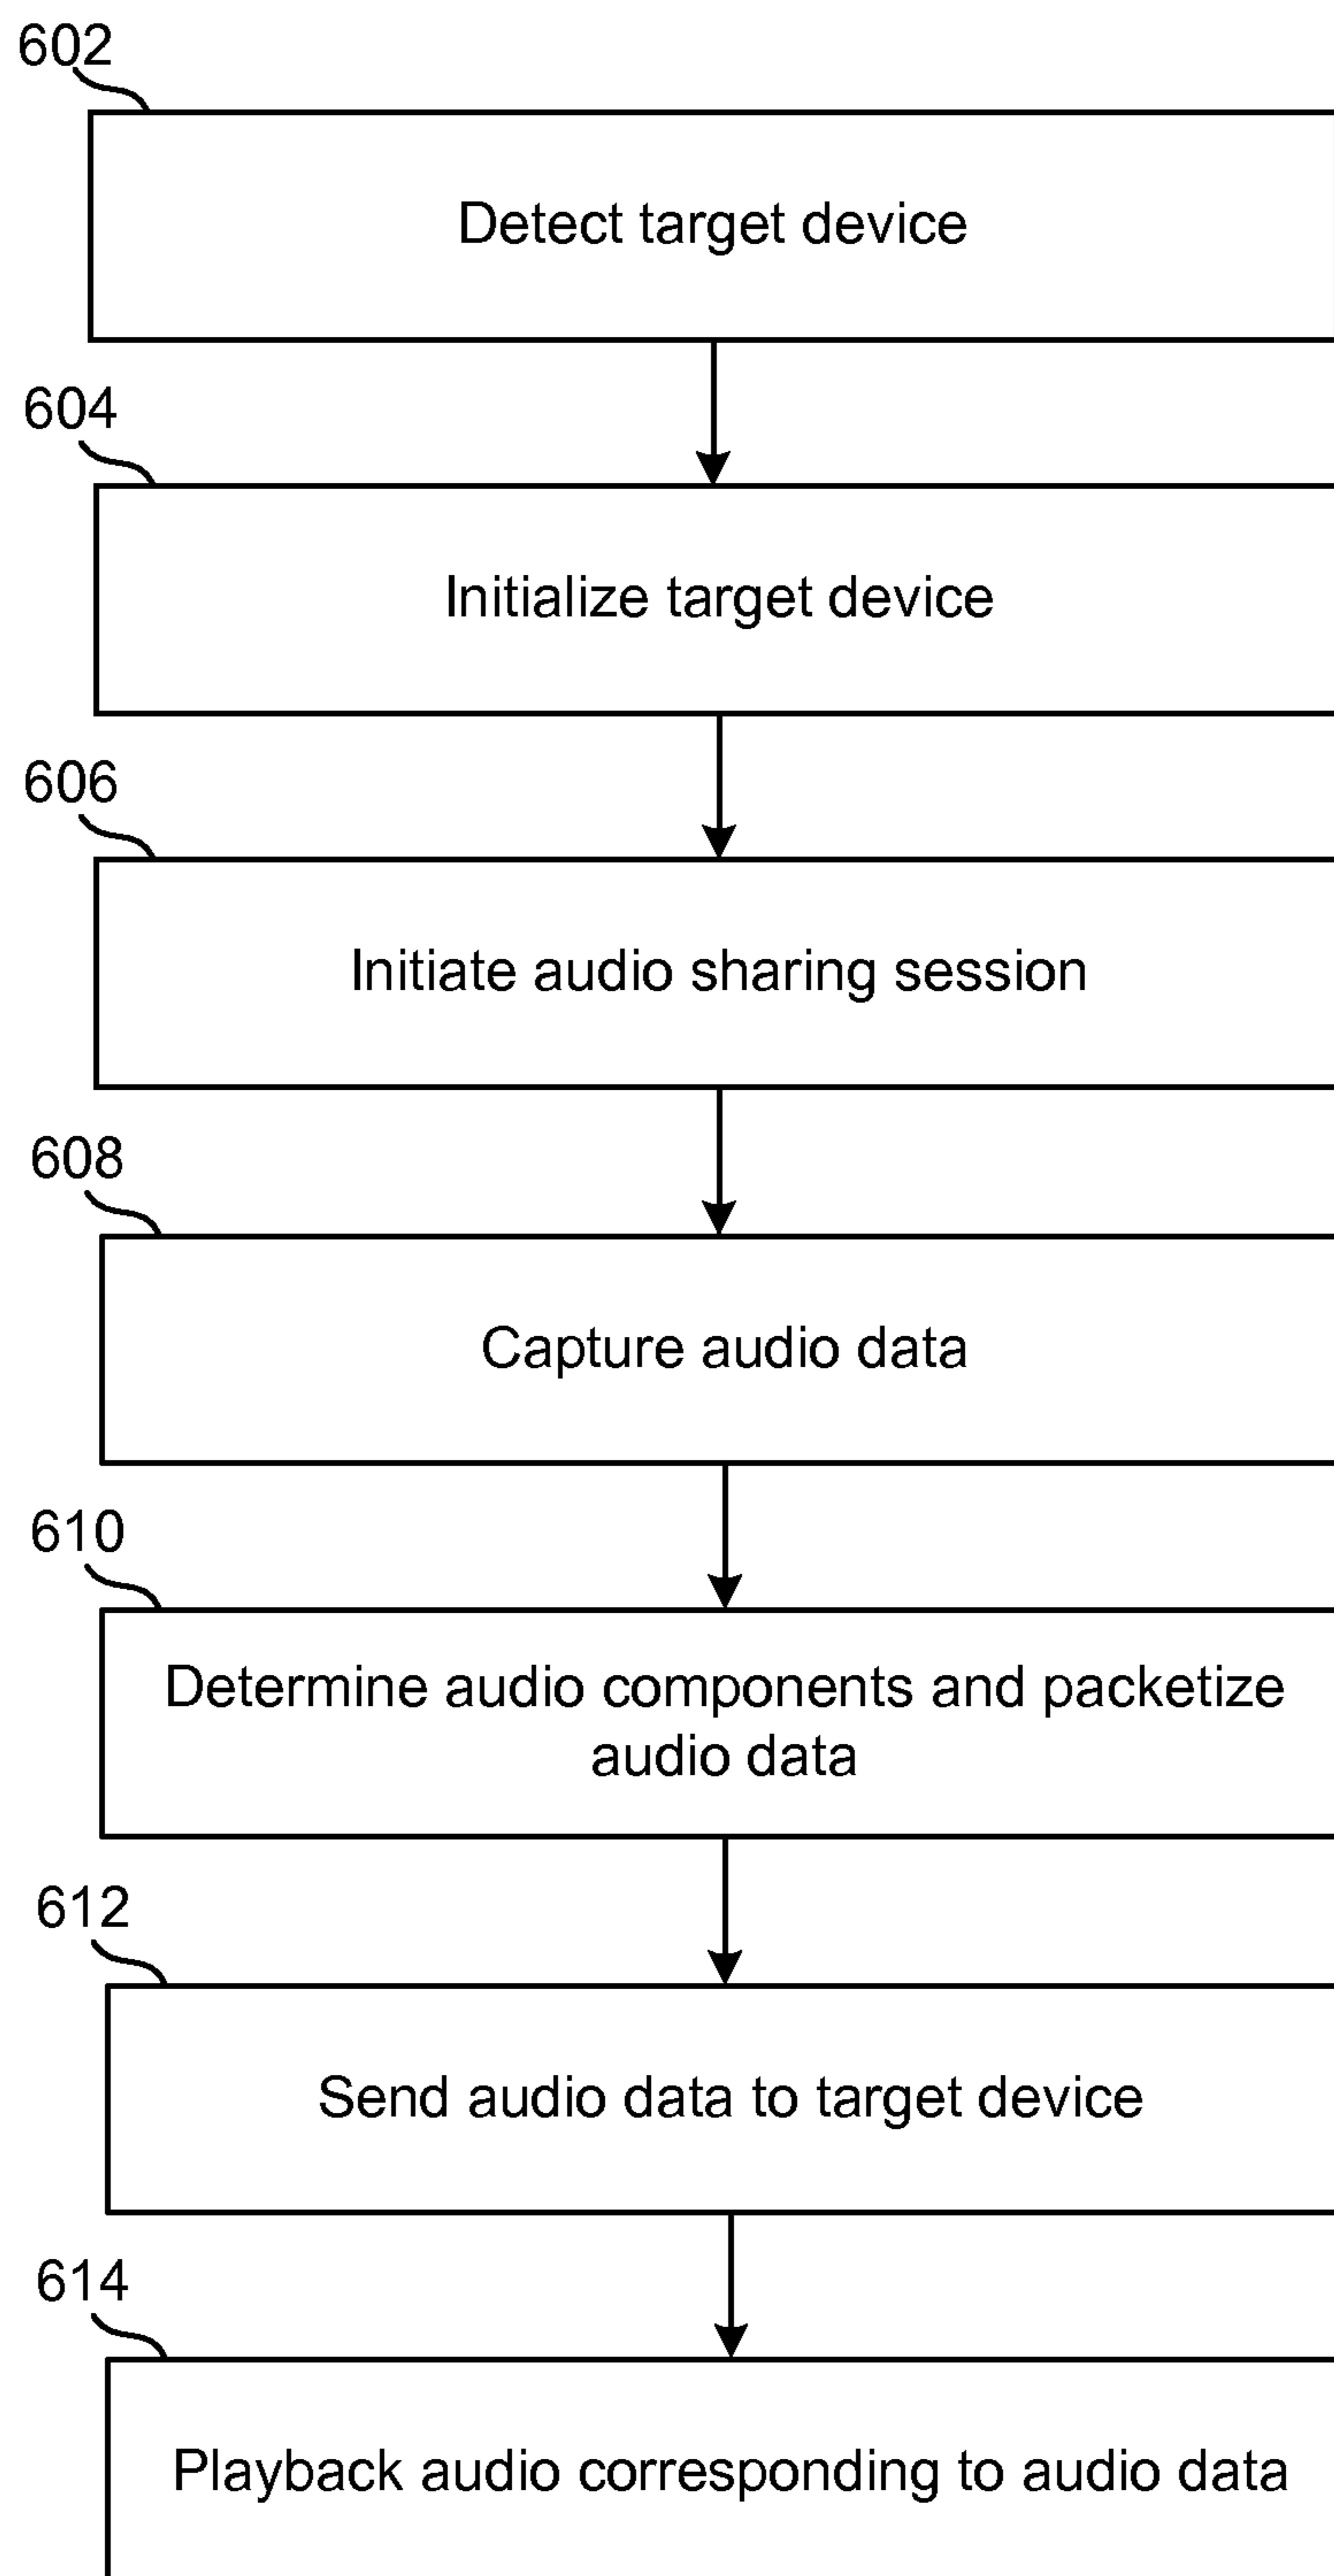 602
Detect target device
604
Initialize target device
606
Initiate audio sharing session
608
Capture audio data
610
Determine audio components and packetize
audio data
612
Send audio data to target device
614
Playback audio corresponding to audio data